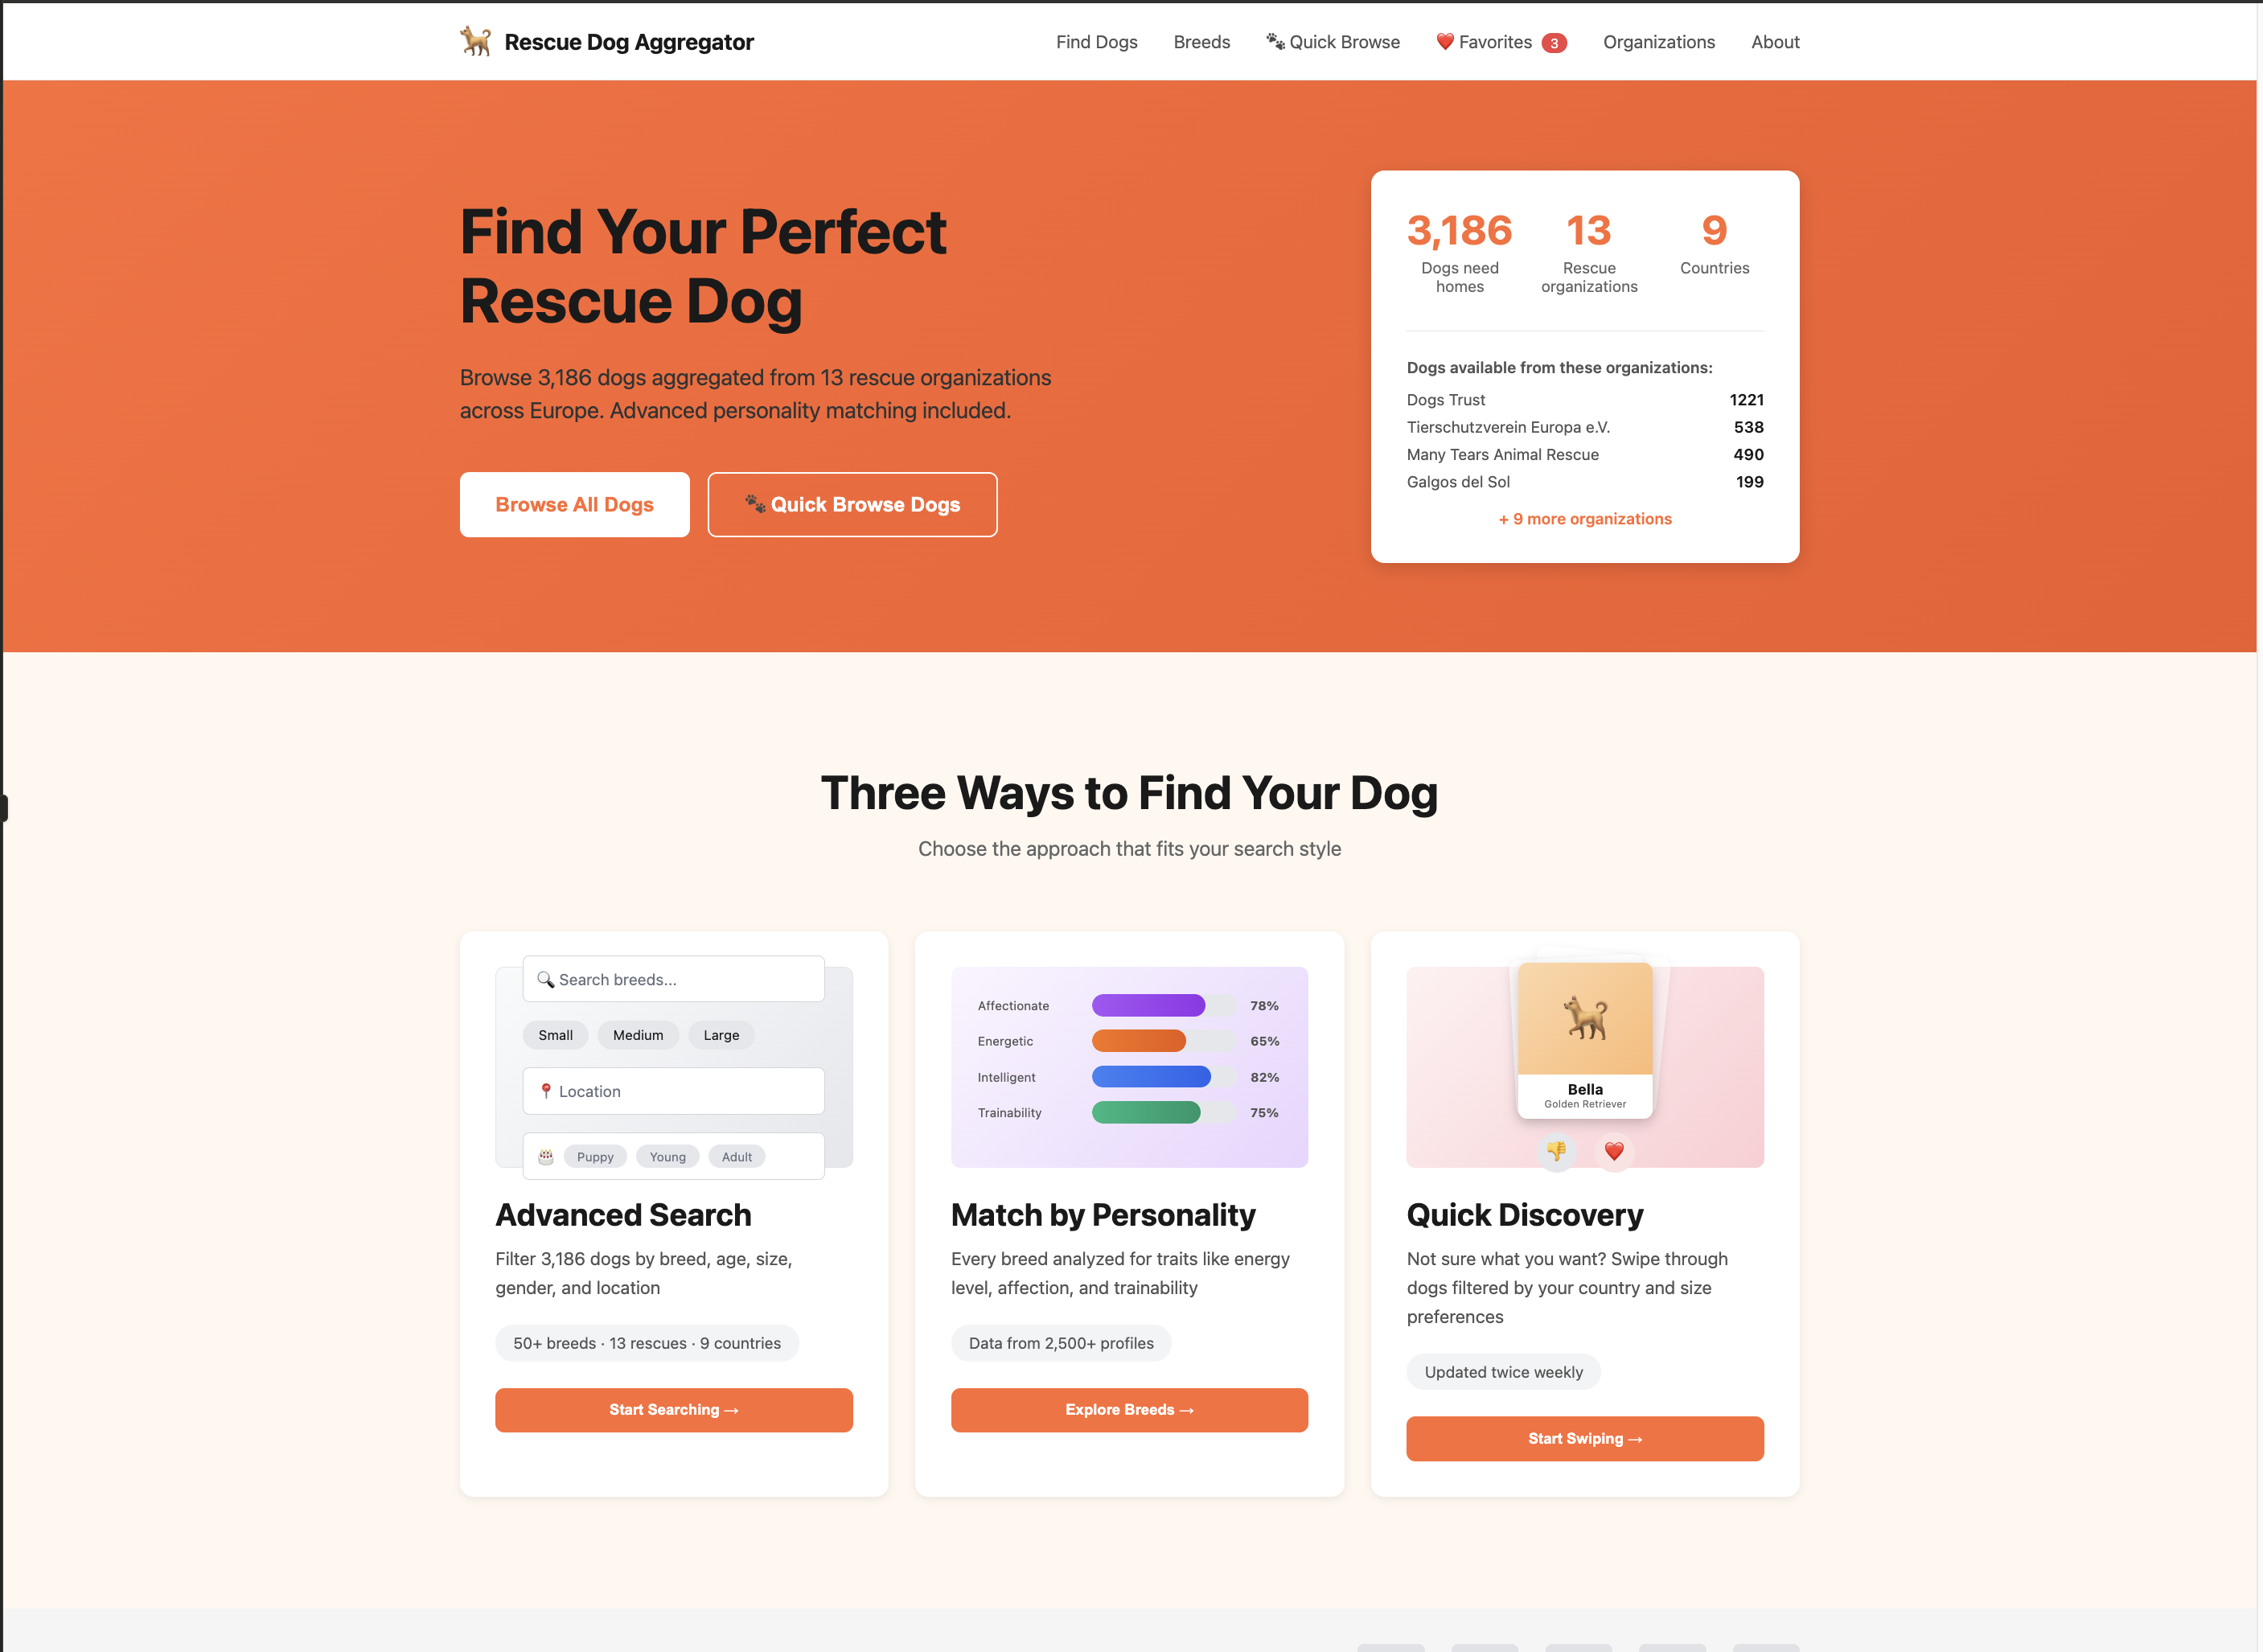 Rescue Dog Aggregator
Find Dogs
Breeds
🐾 Quick Browse
❤️ Favorites 3
Organizations
About
Find Your Perfect
Rescue Dog
Browse 3,186 dogs aggregated from 13 rescue organizations
across Europe. Advanced personality matching included.
Browse All Dogs
🐾 Quick Browse Dogs
3,186
Dogs need
homes
13
Rescue
organizations
9
Countries
Dogs available from these organizations:
Dogs Trust 1221
Tierschutzverein Europa e.V. 538
Many Tears Animal Rescue 490
Galgos del Sol 199
+ 9 more organizations
Three Ways to Find Your Dog
Choose the approach that fits your search style
🔍 Search breeds...
Small Medium Large
📍 Location
🎂 Puppy Young Adult
Advanced Search
Filter 3,186 dogs by breed, age, size,
gender, and location
50+ breeds · 13 rescues · 9 countries
Start Searching →
Affectionate 78%
Energetic 65%
Intelligent 82%
Trainability 75%
Match by Personality
Every breed analyzed for traits like energy
level, affection, and trainability
Data from 2,500+ profiles
Explore Breeds →
Bella
Golden Retriever
Quick Discovery
Not sure what you want? Swipe through
dogs filtered by your country and size
preferences
Updated twice weekly
Start Swiping →